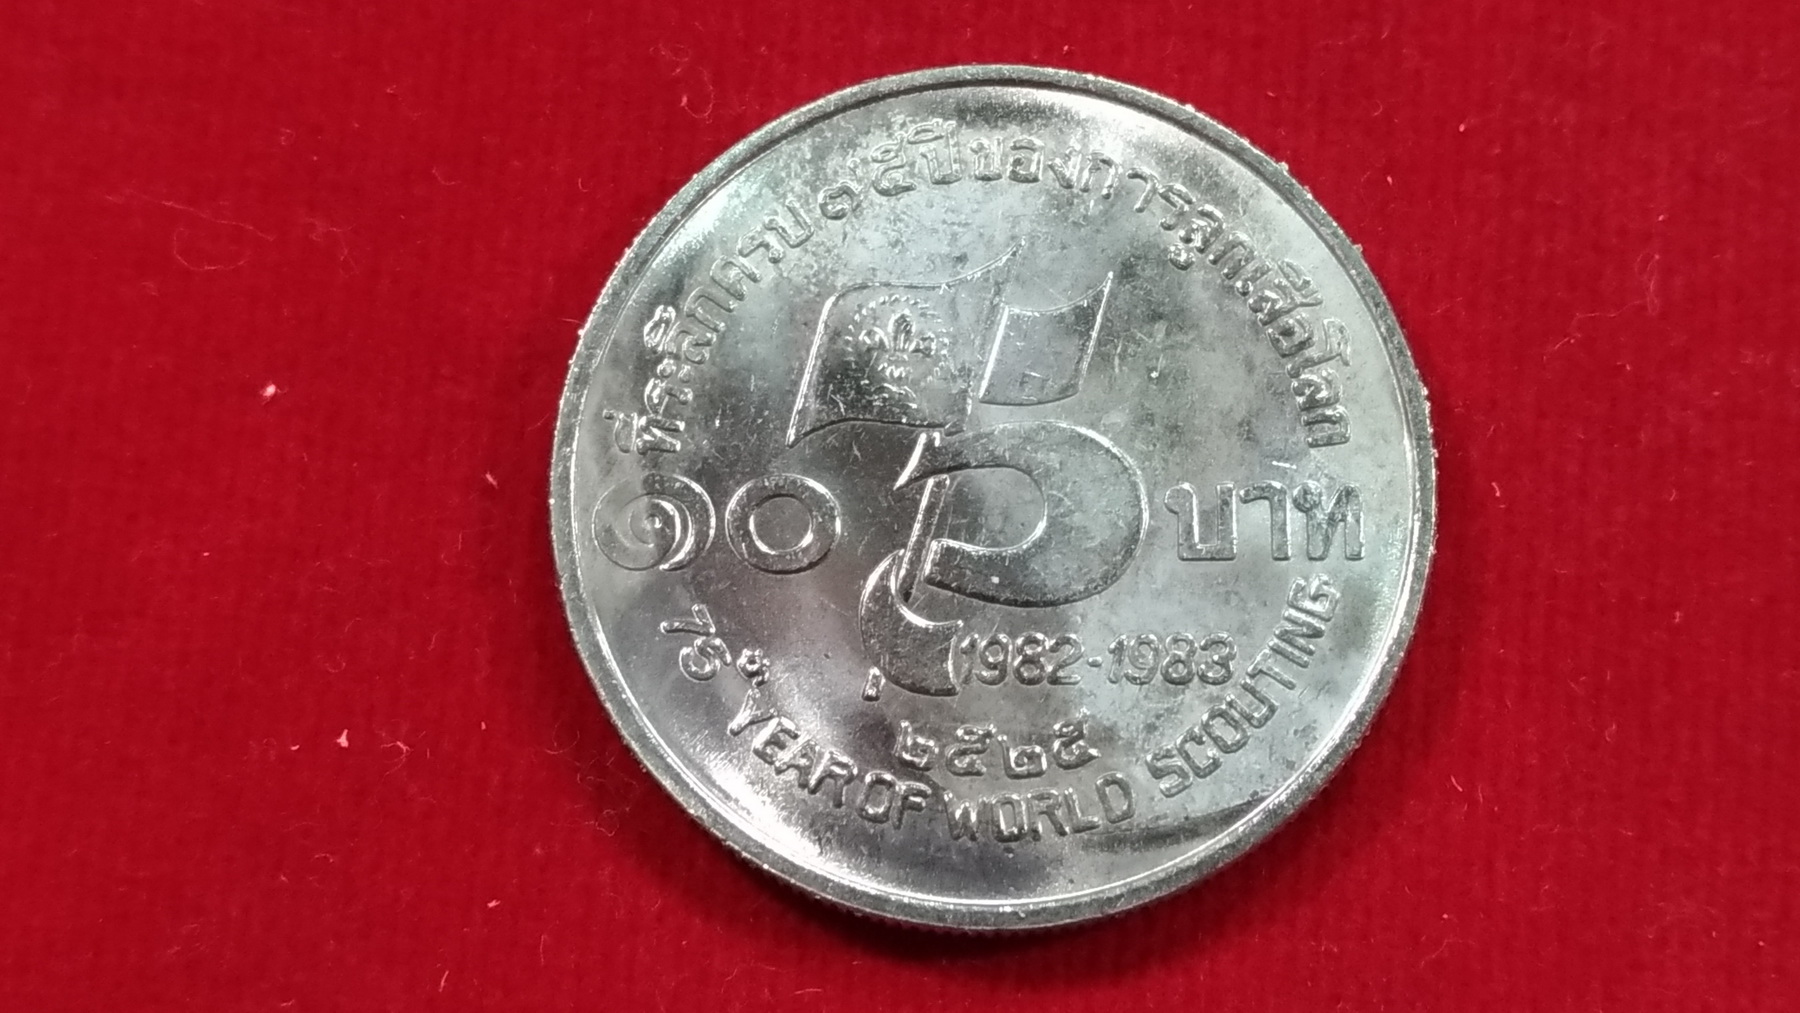 ที่ระลึกครบ ๗๕ ปี ของการลูกเสือโลก
๑๐ บาท
1982-1983
๒๕๒๕
75th YEAR OF WORLD SCOUTING